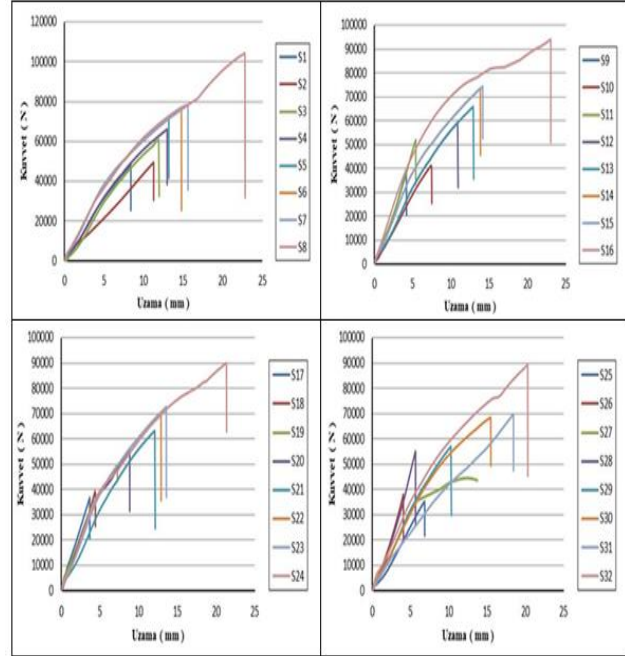 120000
100000
80000
60000
40000
20000
0
Kuvvet ( N )
0 5 10 15 20 25
Uzama ( mm )
S1
S2
S3
S4
S5
S6
S7
S8
100000
90000
80000
70000
60000
50000
40000
30000
20000
10000
0
Kuvvet ( N )
0 5 10 15 20 25
Uzama ( mm )
S9
S10
S11
S12
S13
S14
S15
S16
100000
90000
80000
70000
60000
50000
40000
30000
20000
10000
0
Kuvvet ( N )
0 5 10 15 20 25
Uzama ( mm )
S17
S18
S19
S20
S21
S22
S23
S24
100000
90000
80000
70000
60000
50000
40000
30000
20000
10000
0
Kuvvet ( N )
0 5 10 15 20 25
Uzama ( mm )
S25
S26
S27
S28
S29
S30
S31
S32